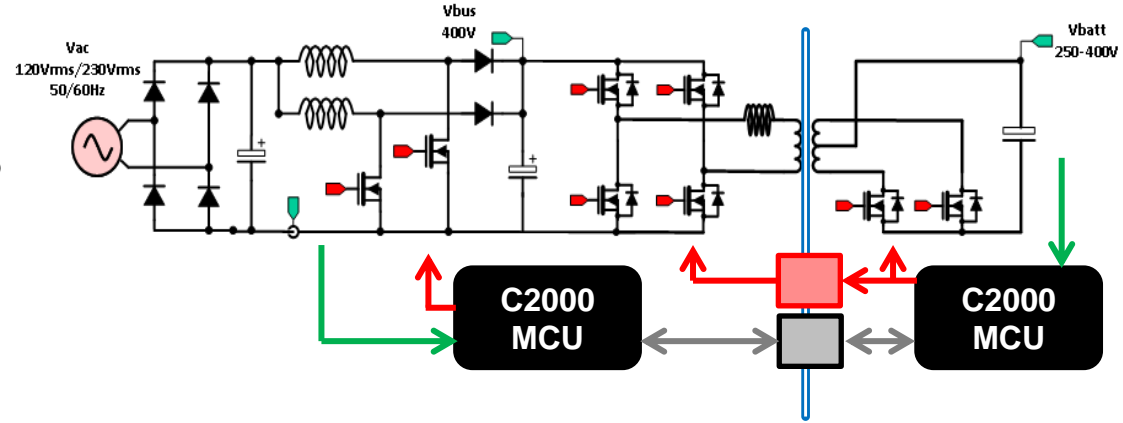 Vbus
400V
Vac
120Vrms/230Vrms
50/60Hz
Vbatt
250-400V
+
+
C2000
MCU
C2000
MCU